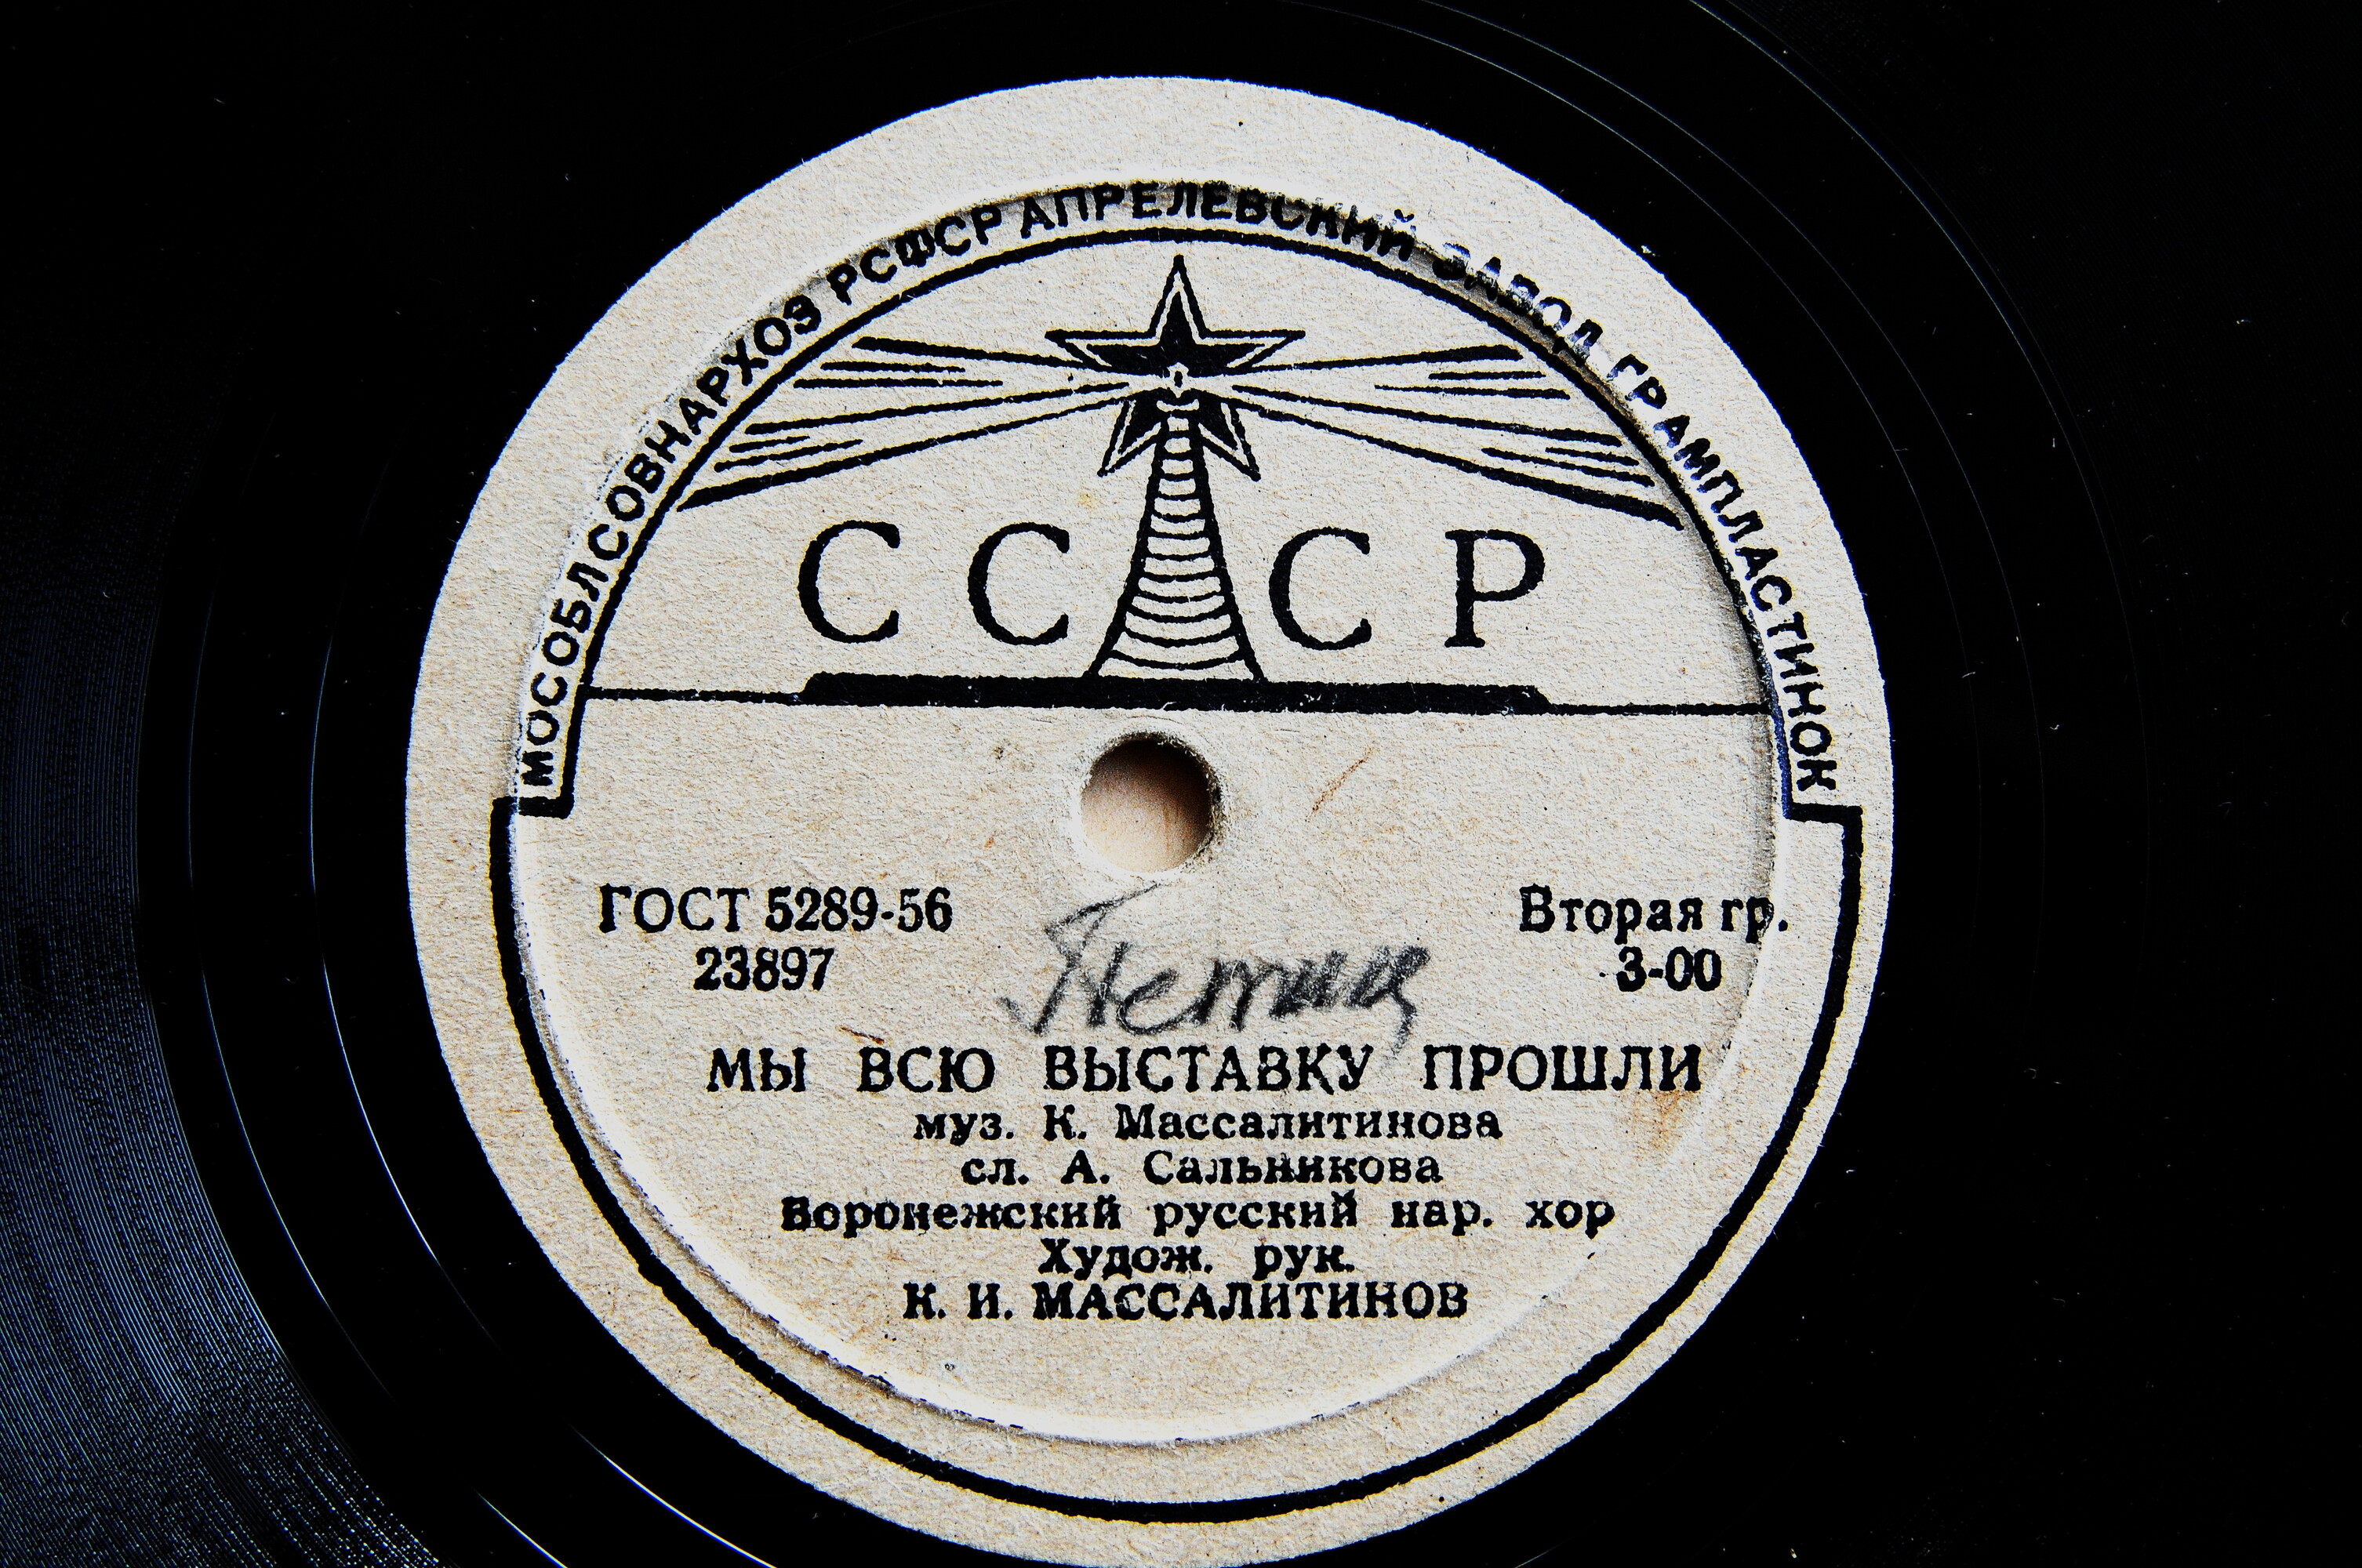 МОСОБЛСОВНАРХОЗ РСФСР АПРЕЛЕВСКИЙ ЗАВОД ГРАМПЛАСТИНОК
СССР
ГОСТ 5289-56 Вторая гр.
23897 3-00
МЫ ВСЮ ВЫСТАВКУ ПРОШЛИ
муз. К. Массалитинова
сл. А. Сальникова
Воронежский русский нар. хор
Худож. рук.
К. И. МАССАЛИТИНОВ